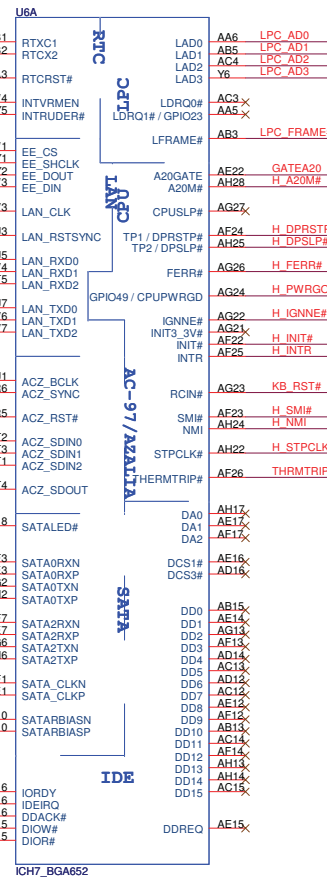 U6A
RTXC1 LAD0 AA6 LPC_AD0
RTCX2 LAD1 AB5 LPC_AD1
LAD2 AC4 LPC_AD2
RTCRST# LAD3 Y6 LPC_AD3
RTC
LPC
INTVRMEN LDRQ0# AC3
INTRUDER# LDRQ1# / GPIO23 AA5
LFRAME# AB3 LPC_FRAME
EE_CS
EE_SHCLK
EE_DOUT A20GATE AE22 GATEA20
EE_DIN A20M# AH28 H_A20M#
LAN
CPU
LAN_CLK CPUSLP# AG27
LAN_RSTSYNC TP1 / DPRSTP# AF24 H_DPRSTP
TP2 / DPSLP# AH25 H_DPSLP#
LAN_RXD0
LAN_RXD1 FERR# AG26 H_FERR#
LAN_RXD2
GPIO49 / CPUPWRGD AG24 H_PWRGO
LAN_TXD0
LAN_TXD1 IGNNE# AG22 H_IGNNE#
LAN_TXD2 INIT3_3V# AG21
INIT# AF22 H_INIT#
INTR AF25 H_INTR
AC-97/AZALIA
ACZ_BCLK
ACZ_SYNC RCIN# AG23 KB_RST#
ACZ_RST# SMI# AF23 H_SMI#
NMI AH24 H_NMI
ACZ_SDIN0
ACZ_SDIN1 STPCLK# AH22 H_STPCLK
ACZ_SDIN2
THERMTRIP# AF26 THRMTRIP
ACZ_SDOUT
DA0 AH17
SATALED# DA1 AE17
DA2 AF17
SATA0RXN DCS1# AE16
SATA0RXP DCS3# AD16
SATA0TXN
SATA0TXP
SATA
DD0 AB15
SATA2RXN DD1 AE14
SATA2RXP DD2 AG13
SATA2TXN DD3 AF13
SATA2TXP DD4 AD14
DD5 AC13
SATA_CLKN DD6 AD12
SATA_CLKP DD7 AC12
DD8 AE12
SATARBIASN DD9 AF12
SATARBIASP DD10 AB13
DD11 AC14
DD12 AF14
DD13 AH13
IDE
DD14 AH14
IORDY DD15 AC15
IDEIRQ
DDACK#
DIOW# DDREQ AE15
DIOR#
ICH7_BGA652